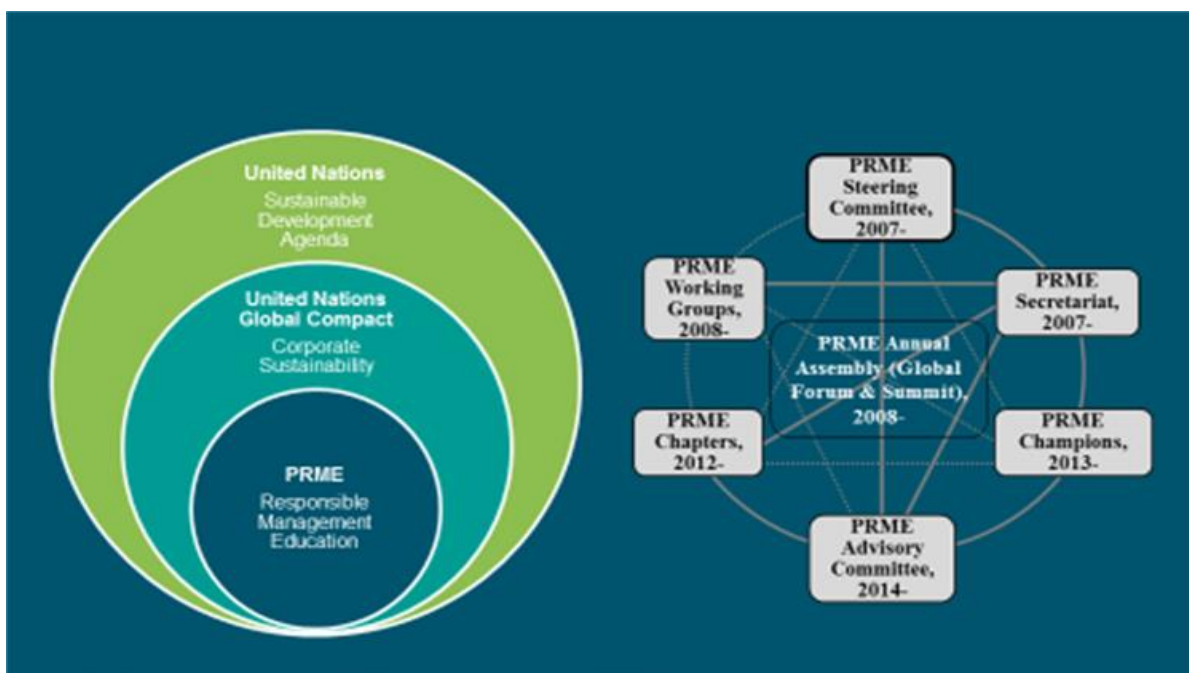 United Nations
Sustainable
Development
Agenda
United Nations
Global Compact
Corporate
Sustainability
PRME
Responsible
Management
Education
PRME
Steering
Committee,
2007-
PRME
Working
Groups,
2008-
PRME
Secretariat,
2007-
PRME Annual
Assembly (Global
Forum & Summit),
2008-
PRME
Chapters,
2012-
PRME
Champions,
2013-
PRME
Advisory
Committee,
2014-